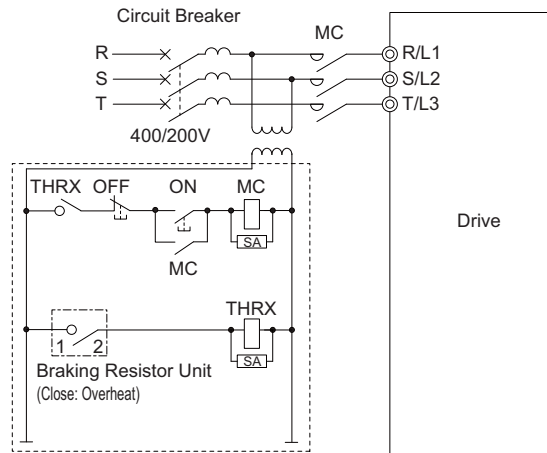 Circuit Breaker
MC
R
R/L1
S
S/L2
T
T/L3
400/200V
THRX OFF ON MC
SA
MC
Drive
THRX
1 2
SA
Braking Resistor Unit
(Close: Overheat)